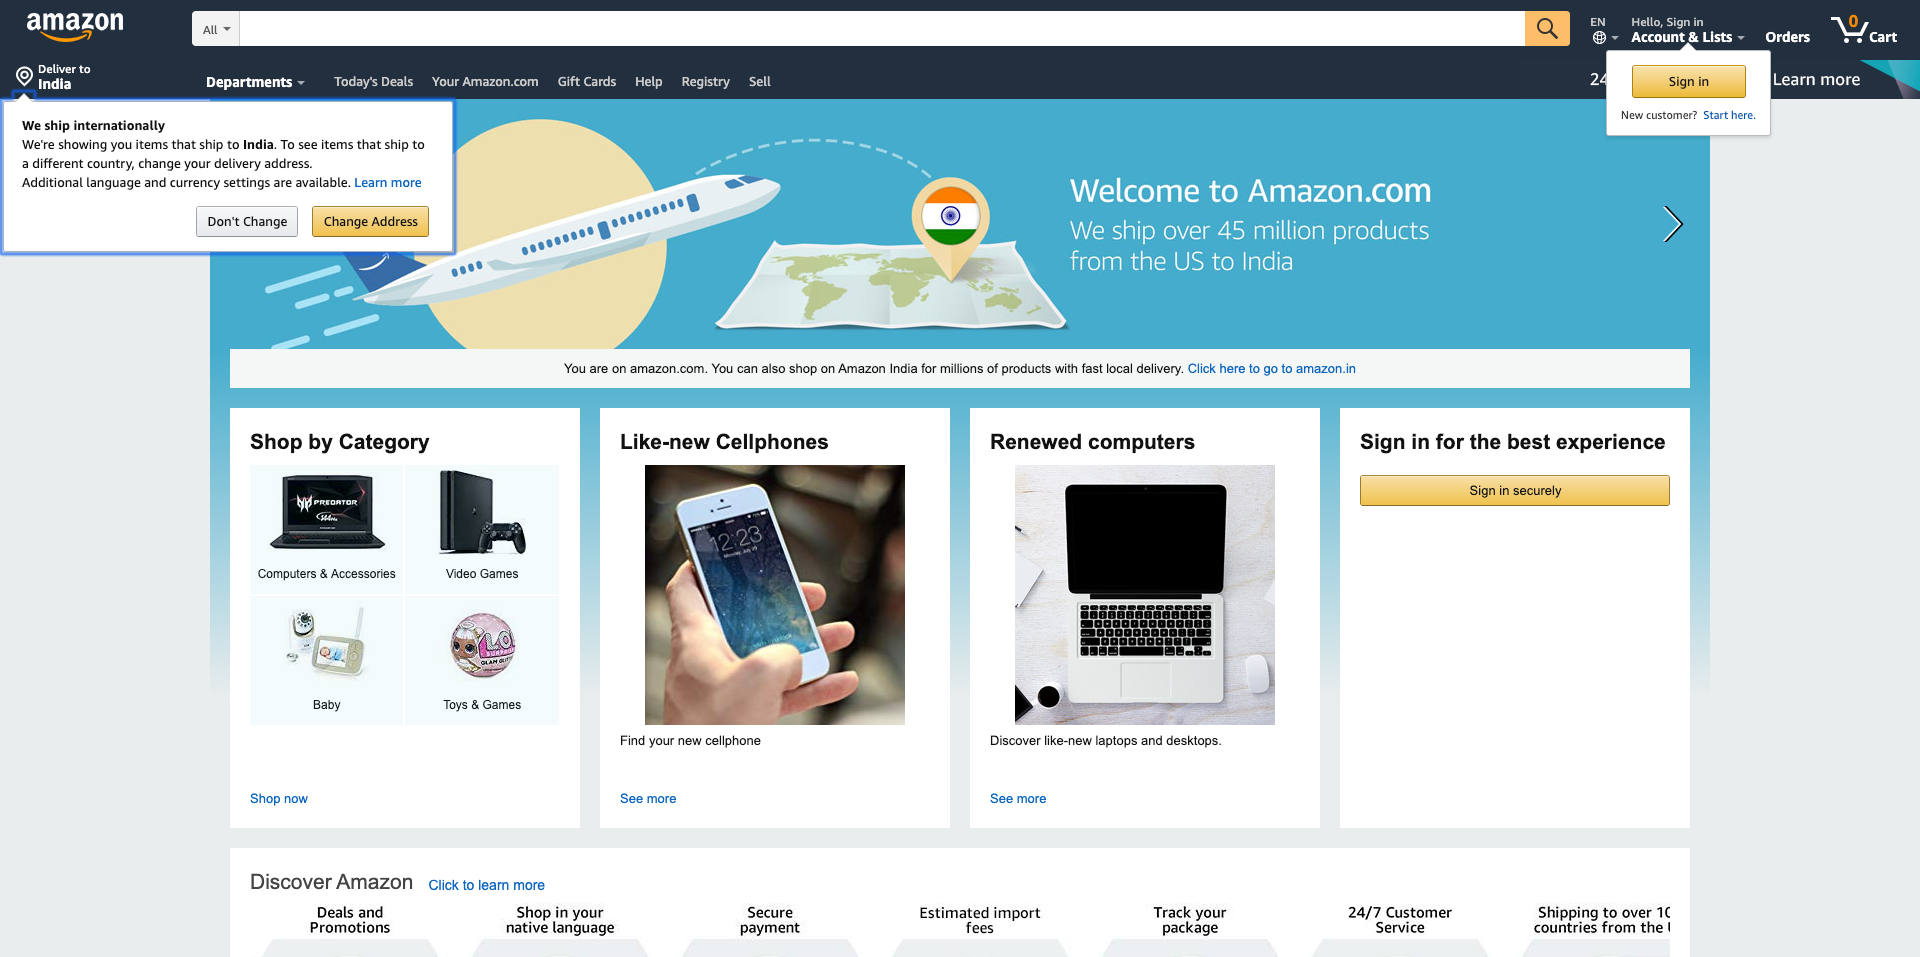 amazon
All
EN
Hello, Sign in
Account & Lists
Orders
0
Cart
Deliver to
India
Departments
Today's Deals
Your Amazon.com
Gift Cards
Help
Registry
Sell
24
Learn more
Sign in
New customer? Start here.
We ship internationally
We're showing you items that ship to India. To see items that ship to
a different country, change your delivery address.
Additional language and currency settings are available. Learn more
Don't Change
Change Address
Welcome to Amazon.com
We ship over 45 million products
from the US to India
You are on amazon.com. You can also shop on Amazon India for millions of products with fast local delivery. Click here to go to amazon.in
Shop by Category
PREDATOR
144Hz
Computers & Accessories
Video Games
Baby
L.O.L.
SURPRISE
GLAM GLITTER
Toys & Games
Shop now
Like-new Cellphones
12:23
Find your new cellphone
See more
Renewed computers
Discover like-new laptops and desktops.
See more
Sign in for the best experience
Sign in securely
Discover Amazon
Click to learn more
Deals and
Promotions
Shop in your
native language
Secure
payment
Estimated import
fees
Track your
package
24/7 Customer
Service
Shipping to over 10
countries from the